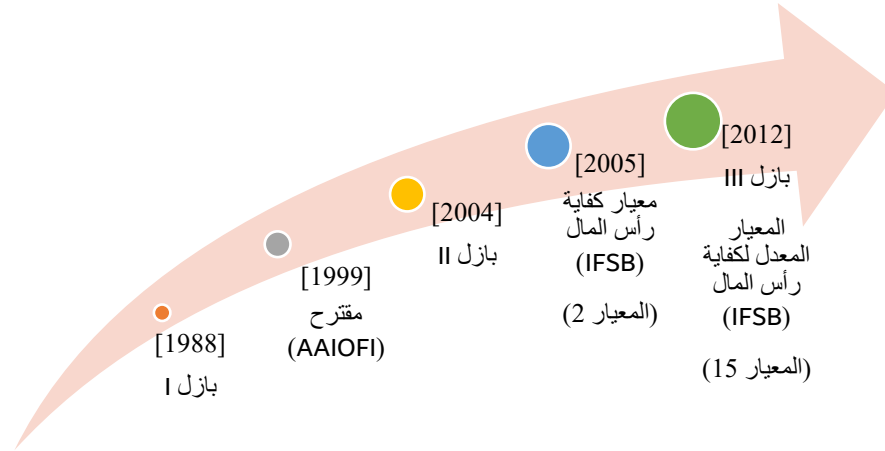 [1988]
بازل I
[1999]
مقترح
(AAIOFI)
[2004]
بازل II
[2005]
معيار كفاية
رأس المال
(IFSB)
(المعيار 2)
[2012]
بازل III
المعيار
المعدل لكفاية
رأس المال
(IFSB)
(المعيار 15)